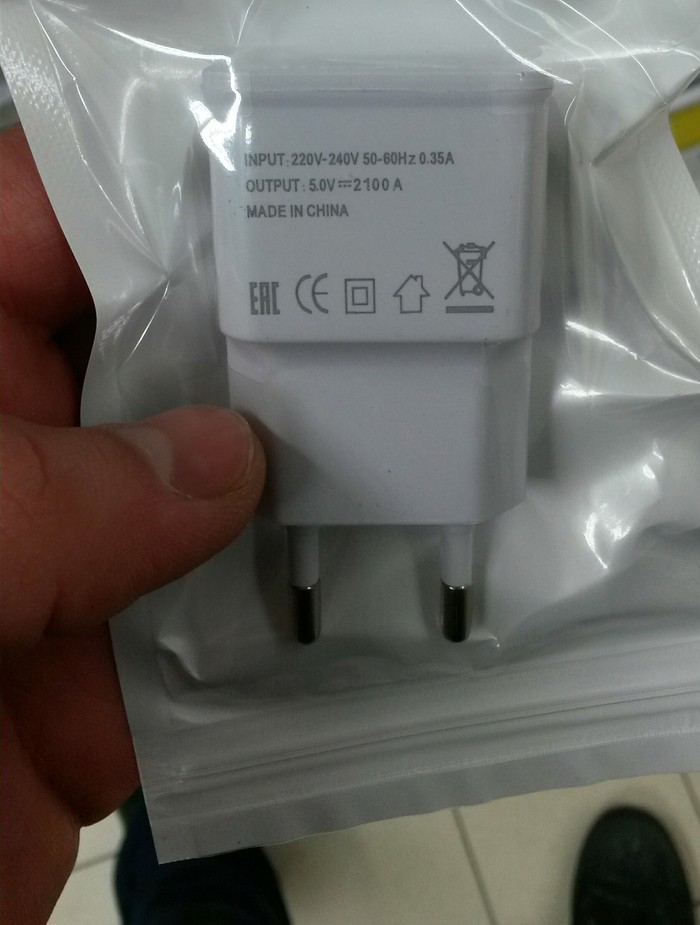 INPUT: 220V-240V 50-60Hz 0.35A
OUTPUT: 5.0V⎓2100 A
MADE IN CHINA
EAC CE